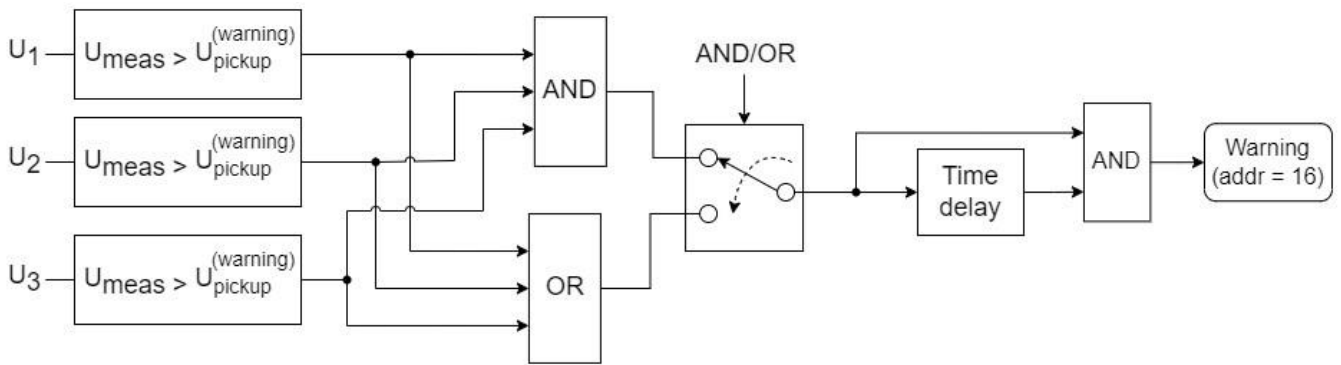 AND/OR
U1
Umeas > Upickup(warning)
AND
U2
Umeas > Upickup(warning)
Time
delay
AND
Warning
(addr = 16)
U3
Umeas > Upickup(warning)
OR